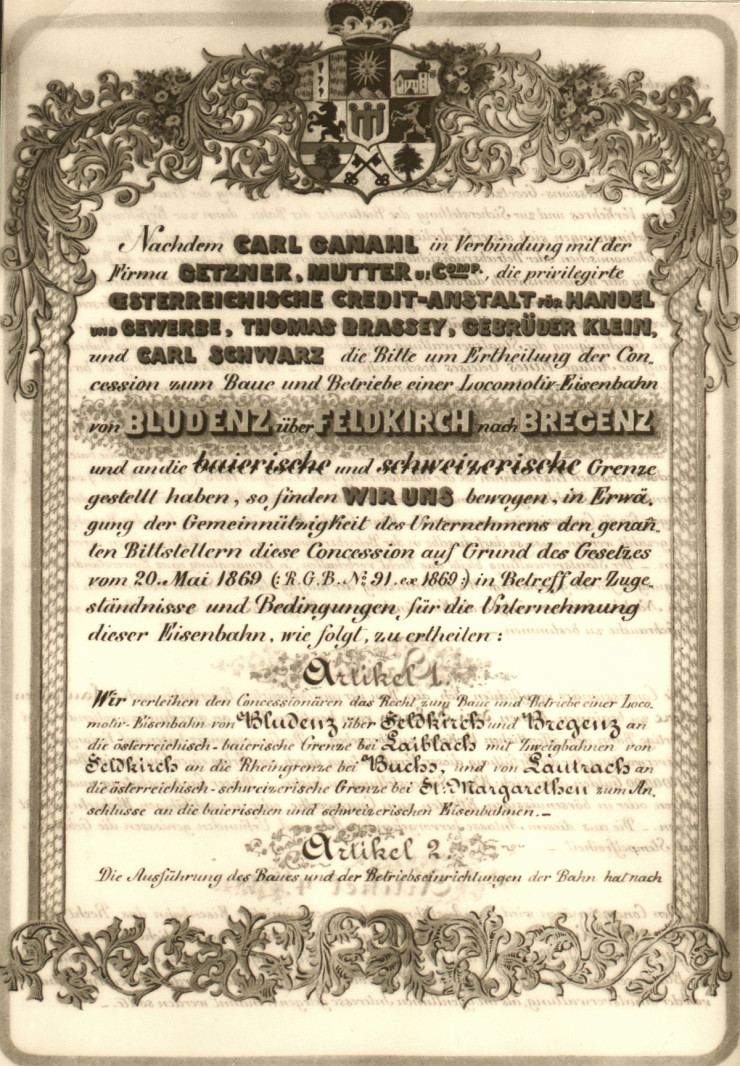 Nachdem CARL GANAHL in Verbindung mit der
Firma GETZNER, MUTTER u: Comp., die privilegirte
ŒSTERREICHISCHE CREDIT-ANSTALT FÜR HANDEL
UND GEWERBE, THOMAS BRASSEY, GEBRÜDER KLEIN,
und CARL SCHWARZ die Bitte um Ertheilung der Con-
cession zum Baue und Betriebe einer Locomotiv-Eisenbahn
von BLUDENZ über FELDKIRCH nach BREGENZ
und an die baierische und schweizerische Grenze
gestellt haben, so finden WIR UNS bewogen, in Erwä-
gung der Gemeinnützigkeit des Unternehmens den genañ-
ten Bittstellern diese Concession auf Grund des Gesetzes
vom 20. Mai 1869 (: R.G.B. No 91. ex 1869:) in Betreff der Zuge-
ständnisse und Bedingungen für die Unternehmung
dieser Eisenbahn, wie folgt, zu ertheilen:
Artikel 1.
Wir verleihen den Concessionären das Recht zum Baue und Betriebe einer Loco-
motiv-Eisenbahn von Bludenz über Feldkirch und Bregenz an
die österreichisch-baierische Grenze bei Laiblach mit Zweigbahnen von
Feldkirch an die Rheingrenze bei Buchs, und von Lautrach an
die österreichisch-schweizerische Grenze bei St. Margarethen zum An-
schlusse an die baierischen und schweizerischen Eisenbahnen.-
Artikel 2.
Die Ausführung des Baues und der Betriebseinrichtungen der Bahn hat nach